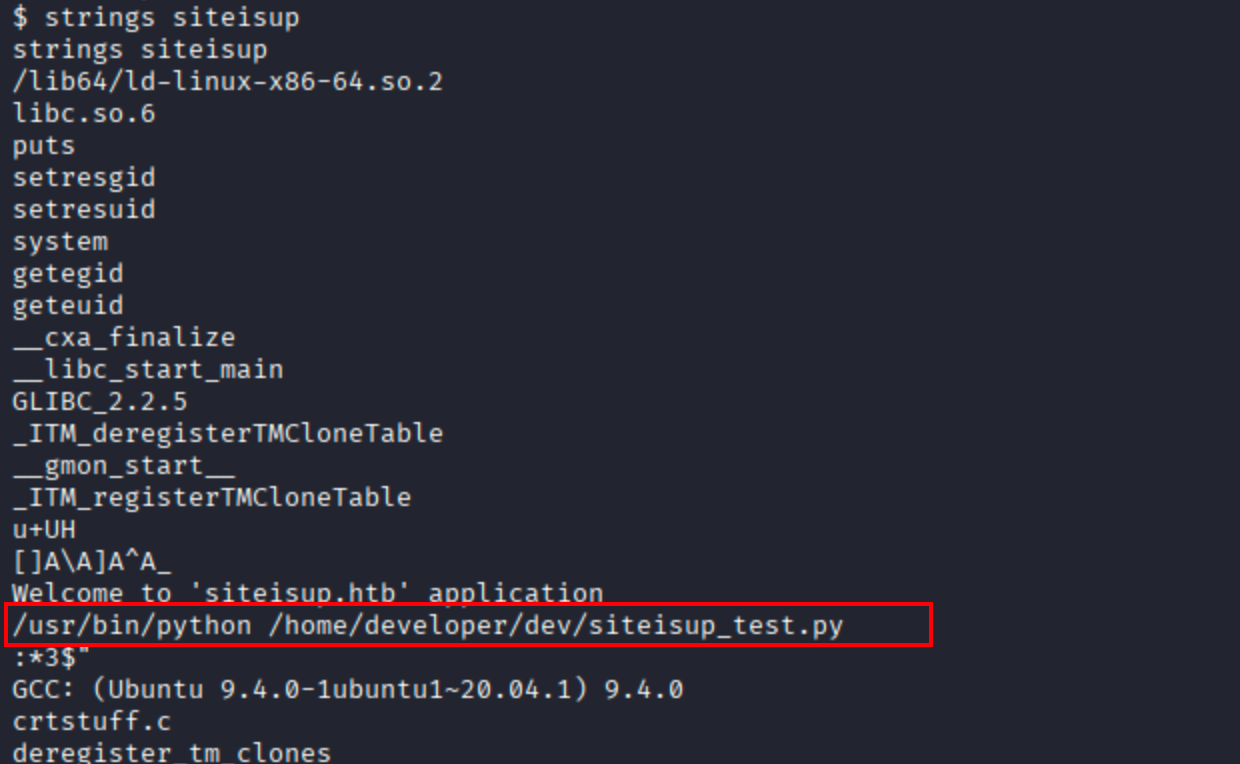 $ strings siteisup
strings siteisup
/lib64/ld-linux-x86-64.so.2
libc.so.6
puts
setresgid
setresuid
system
getegid
geteuid
__cxa_finalize
__libc_start_main
GLIBC_2.2.5
_ITM_deregisterTMCloneTable
__gmon_start__
_ITM_registerTMCloneTable
u+UH
[]A\A]A^A_
Welcome to 'siteisup.htb' application
/usr/bin/python /home/developer/dev/siteisup_test.py
:*3$"
GCC: (Ubuntu 9.4.0-1ubuntu1~20.04.1) 9.4.0
crtstuff.c
deregister_tm_clones